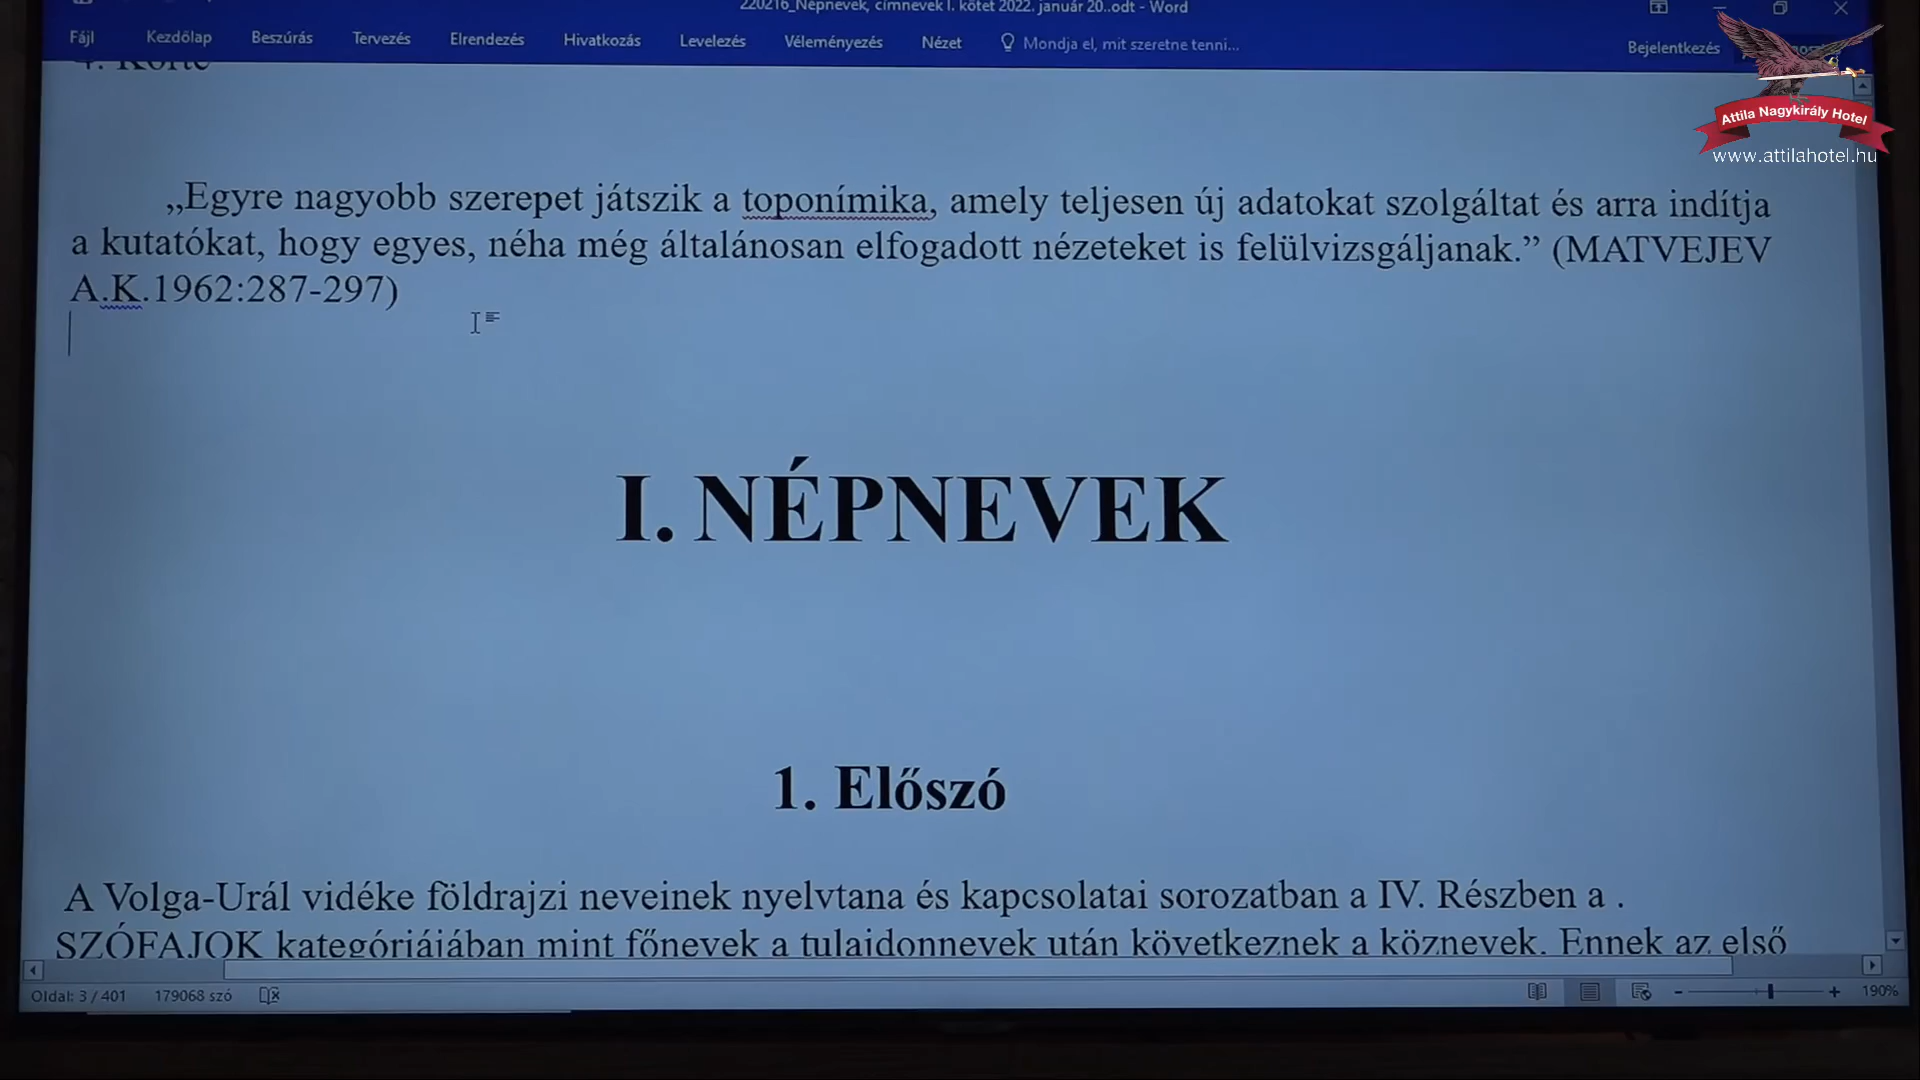 220216_Népnevek, címnevek I. kötet 2022. január 20..odt - Word
Fájl Kezdőlap Beszúrás Tervezés Elrendezés Hivatkozás Levelezés Véleményezés Nézet Mondja el, mit szeretne tenni... Bejelentkezés
Attila Nagykirály Hotel
www.attilahotel.hu
4. Körte
„Egyre nagyobb szerepet játszik a toponímika, amely teljesen új adatokat szolgáltat és arra indítja
a kutatókat, hogy egyes, néha még általánosan elfogadott nézeteket is felülvizsgáljanak.” (MATVEJEV
A.K.1962:287-297)
I. NÉPNEVEK
1. Előszó
A Volga-Urál vidéke földrajzi neveinek nyelvtana és kapcsolatai sorozatban a IV. Részben a .
SZÓFAJOK kategóriájában mint főnevek a tulajdonnevek után következnek a köznevek. Ennek az első
Oldal: 3 / 401 179068 szó 190%